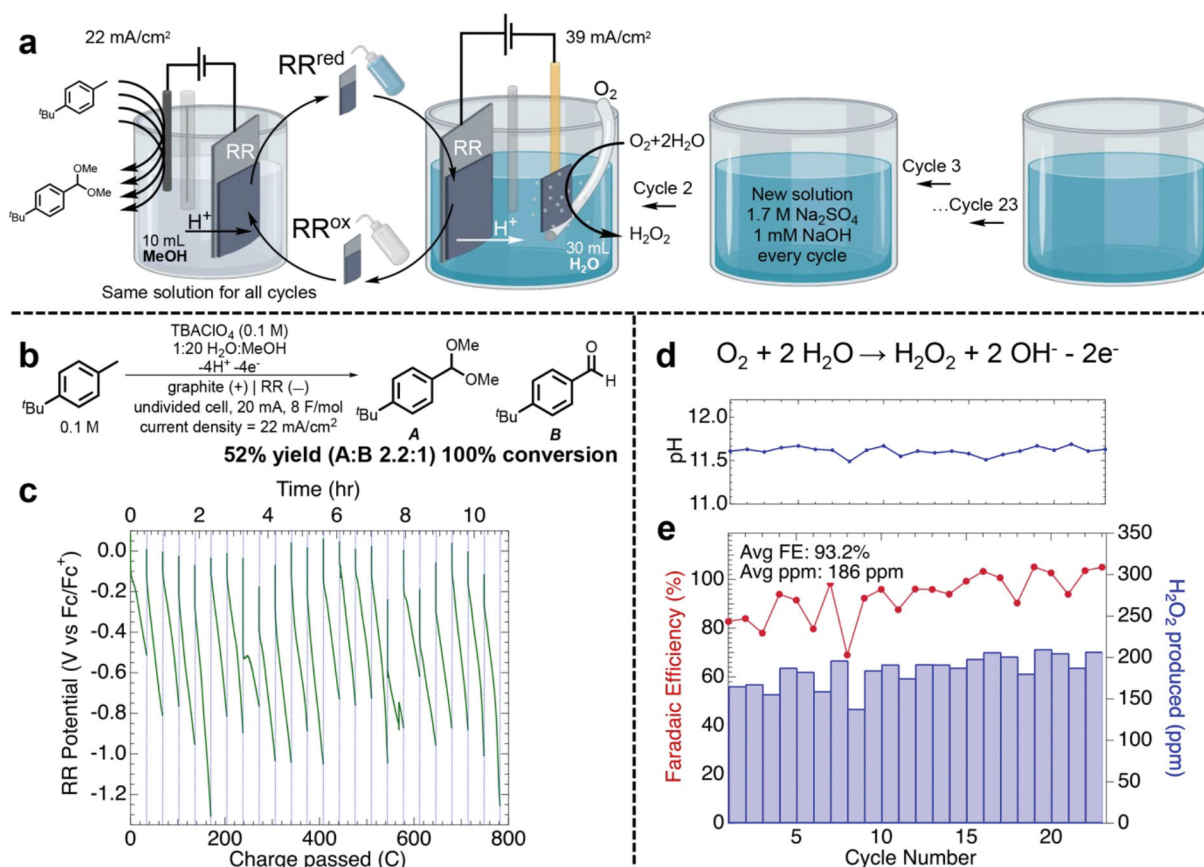 a
22 mA/cm²
ᵗBu
OMe
OMe
ᵗBu
RR
H⁺
10 mL
MeOH
Same solution for all cycles
RRʳᵉᵈ
RRᵒˣ
39 mA/cm²
O₂
RR
H⁺
O₂+2H₂O
H₂O₂
30 mL
H₂O
Cycle 2
New solution
1.7 M Na₂SO₄
1 mM NaOH
every cycle
Cycle 3
...Cycle 23
b
ᵗBu
0.1 M
TBAClO₄ (0.1 M)
1:20 H₂O:MeOH
-4H⁺ -4e⁻
graphite (+) | RR (–)
undivided cell, 20 mA, 8 F/mol
current density = 22 mA/cm²
OMe
OMe
ᵗBu
A
O
H
ᵗBu
B
52% yield (A:B 2.2:1) 100% conversion
c
Time (hr)
0 1 2 3 4 5 6 7 8 9 10
RR Potential (V vs Fc/Fc⁺)
0.0
-0.2
-0.4
-0.6
-0.8
-1.0
-1.2
0 200 400 600 800
Charge passed (C)
d
O₂ + 2 H₂O → H₂O₂ + 2 OH⁻ - 2e⁻
pH
12.0
11.5
11.0
e
Avg FE: 93.2%
Avg ppm: 186 ppm
Faradaic Efficiency (%)
100
80
60
40
20
0
H₂O₂ produced (ppm)
350
300
250
200
150
100
50
0
5 10 15 20
Cycle Number